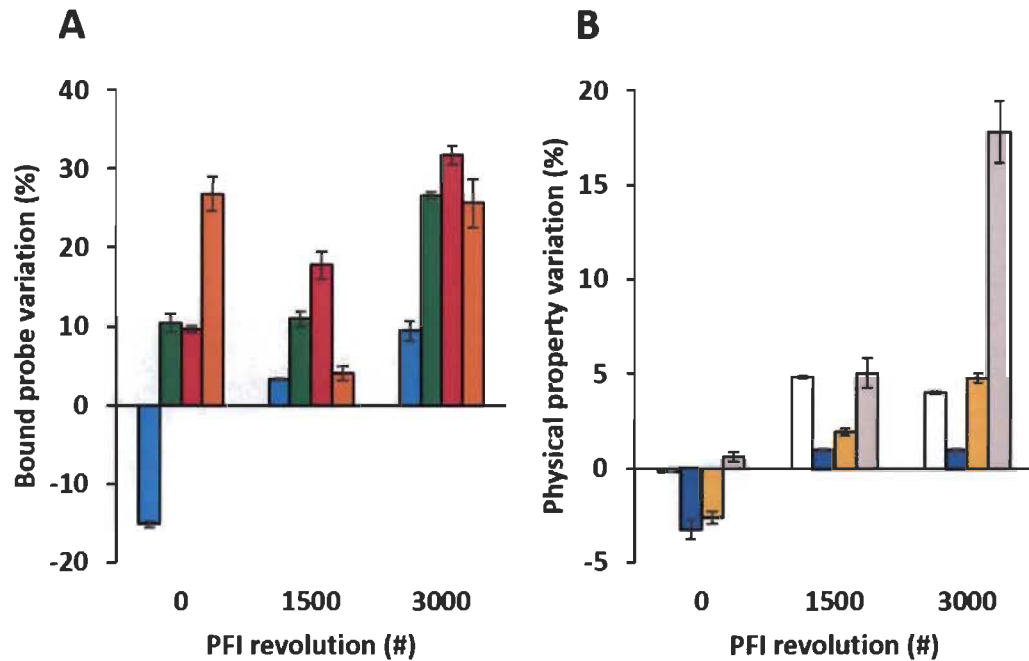 A
Bound probe variation (%)
40
30
20
10
0
-10
-20
0 1500 3000
PFI revolution (#)
B
Physical property variation (%)
20
15
10
5
0
-5
0 1500 3000
PFI revolution (#)